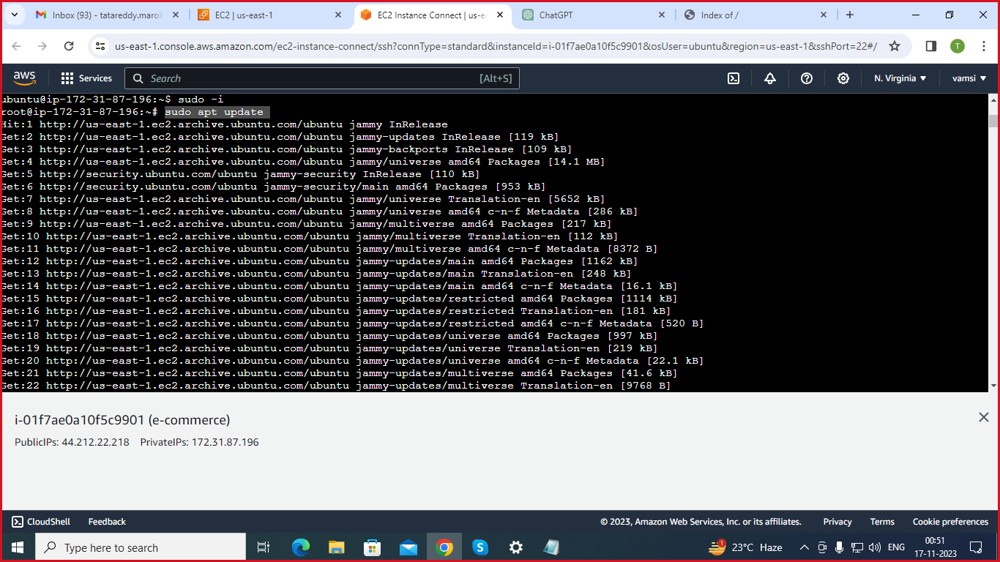 Inbox (93) - tatareddy.maroli
EC2 | us-east-1
EC2 Instance Connect | us-ea
ChatGPT
Index of /
us-east-1.console.aws.amazon.com/ec2-instance-connect/ssh?connType=standard&instanceId=i-01f7ae0a10f5c9901&osUser=ubuntu&region=us-east-1&sshPort=22#/
T
aws
Services
Search
[Alt+S]
N. Virginia
vamsi
ubuntu@ip-172-31-87-196:~$ sudo -i
root@ip-172-31-87-196:~# sudo apt update
Hit:1 http://us-east-1.ec2.archive.ubuntu.com/ubuntu jammy InRelease
Get:2 http://us-east-1.ec2.archive.ubuntu.com/ubuntu jammy-updates InRelease [119 kB]
Get:3 http://us-east-1.ec2.archive.ubuntu.com/ubuntu jammy-backports InRelease [109 kB]
Get:4 http://us-east-1.ec2.archive.ubuntu.com/ubuntu jammy/universe amd64 Packages [14.1 MB]
Get:5 http://security.ubuntu.com/ubuntu jammy-security InRelease [110 kB]
Get:6 http://security.ubuntu.com/ubuntu jammy-security/main amd64 Packages [953 kB]
Get:7 http://us-east-1.ec2.archive.ubuntu.com/ubuntu jammy/universe Translation-en [5652 kB]
Get:8 http://us-east-1.ec2.archive.ubuntu.com/ubuntu jammy/universe amd64 c-n-f Metadata [286 kB]
Get:9 http://us-east-1.ec2.archive.ubuntu.com/ubuntu jammy/multiverse amd64 Packages [217 kB]
Get:10 http://us-east-1.ec2.archive.ubuntu.com/ubuntu jammy/multiverse Translation-en [112 kB]
Get:11 http://us-east-1.ec2.archive.ubuntu.com/ubuntu jammy/multiverse amd64 c-n-f Metadata [8372 B]
Get:12 http://us-east-1.ec2.archive.ubuntu.com/ubuntu jammy-updates/main amd64 Packages [1162 kB]
Get:13 http://us-east-1.ec2.archive.ubuntu.com/ubuntu jammy-updates/main Translation-en [248 kB]
Get:14 http://us-east-1.ec2.archive.ubuntu.com/ubuntu jammy-updates/main amd64 c-n-f Metadata [16.1 kB]
Get:15 http://us-east-1.ec2.archive.ubuntu.com/ubuntu jammy-updates/restricted amd64 Packages [1114 kB]
Get:16 http://us-east-1.ec2.archive.ubuntu.com/ubuntu jammy-updates/restricted Translation-en [181 kB]
Get:17 http://us-east-1.ec2.archive.ubuntu.com/ubuntu jammy-updates/restricted amd64 c-n-f Metadata [520 B]
Get:18 http://us-east-1.ec2.archive.ubuntu.com/ubuntu jammy-updates/universe amd64 Packages [997 kB]
Get:19 http://us-east-1.ec2.archive.ubuntu.com/ubuntu jammy-updates/universe Translation-en [219 kB]
Get:20 http://us-east-1.ec2.archive.ubuntu.com/ubuntu jammy-updates/universe amd64 c-n-f Metadata [22.1 kB]
Get:21 http://us-east-1.ec2.archive.ubuntu.com/ubuntu jammy-updates/multiverse amd64 Packages [41.6 kB]
Get:22 http://us-east-1.ec2.archive.ubuntu.com/ubuntu jammy-updates/multiverse Translation-en [9768 B]
i-01f7ae0a10f5c9901 (e-commerce)
PublicIPs: 44.212.22.218 PrivateIPs: 172.31.87.196
CloudShell
Feedback
© 2023, Amazon Web Services, Inc. or its affiliates.
Privacy
Terms
Cookie preferences
Type here to search
1
23°C Haze
ENG
00:51
17-11-2023